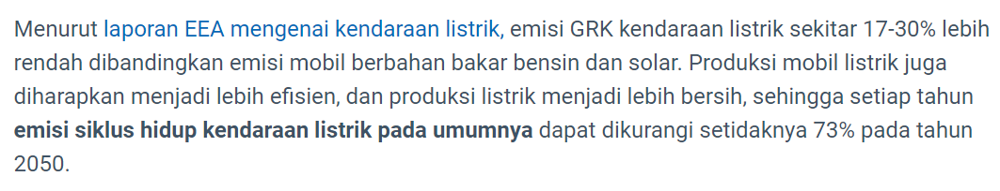 Menurut laporan EEA mengenai kendaraan listrik, emisi GRK kendaraan listrik sekitar 17-30% lebih
rendah dibandingkan emisi mobil berbahan bakar bensin dan solar. Produksi mobil listrik juga
diharapkan menjadi lebih efisien, dan produksi listrik menjadi lebih bersih, sehingga setiap tahun
emisi siklus hidup kendaraan listrik pada umumnya dapat dikurangi setidaknya 73% pada tahun
2050.